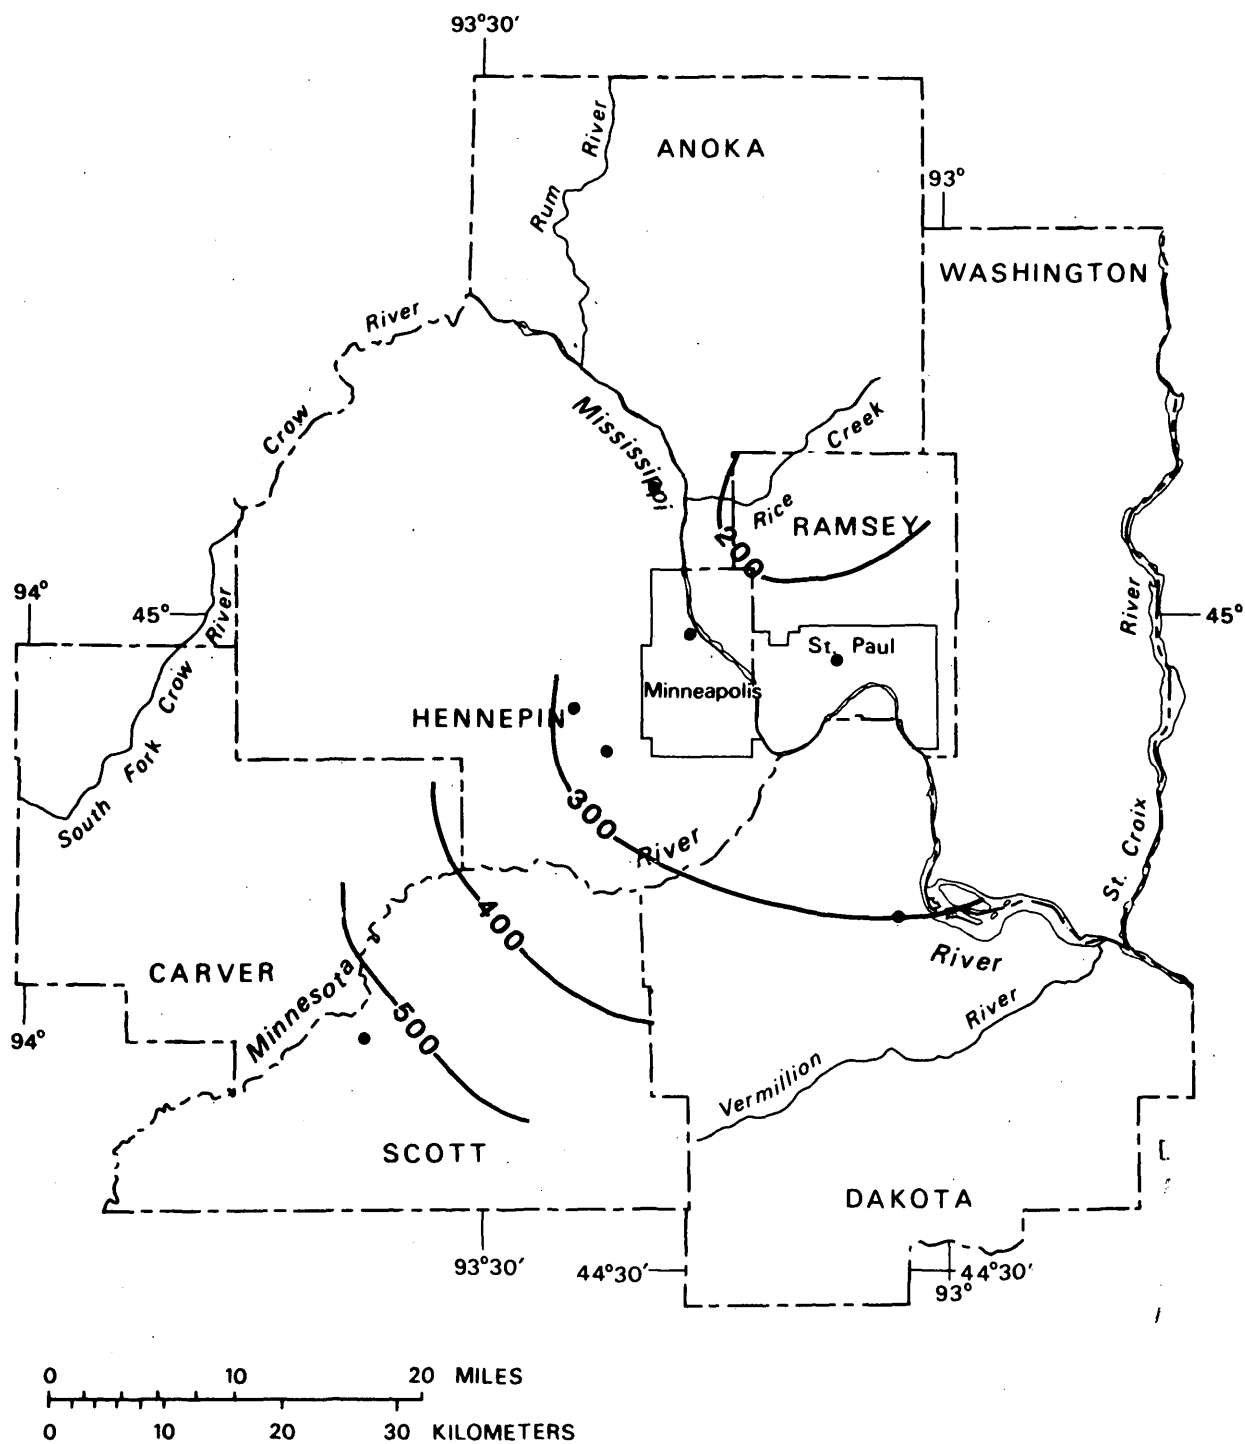 93°30′
River
ANOKA
Rum
93°
WASHINGTON
River
Crow
Mississippi
Creek
Rice
RAMSEY
200
94°
45°
River
River
45°
St. Paul
Crow
Minneapolis
HENNEPIN
Fork
South
300
River
St. Croix
400
River
CARVER
Minnesota
500
River
94°
Vermillion
SCOTT
DAKOTA
93°30′
44°30′
44°30′
93°
0 10 20 MILES
0 10 20 30 KILOMETERS